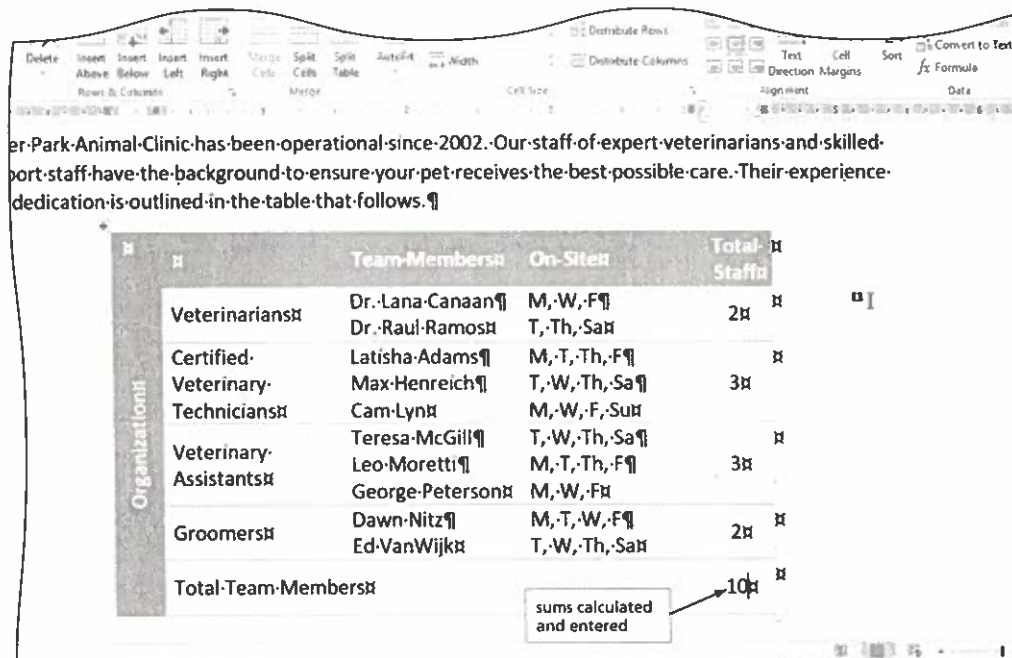 Distribute Rows
Convert to Text
Delete Insert Insert Insert Insert Merge Split Split AutoFit Width Distribute Columns Text Cell Sort fx Formula
Above Below Left Right Cells Cells Table Direction Margins
Rows & Columns Merge Cell Size Alignment Data
er·Park·Animal·Clinic·has·been·operational·since·2002.·Our·staff·of·expert·veterinarians·and·skilled·
port·staff·have·the·background·to·ensure·your·pet·receives·the·best·possible·care.·Their·experience·
dedication·is·outlined·in·the·table·that·follows.¶
¤ ¤ Team·Members¤ On-Site¤ Total·Staff¤ ¤
Organization¤
Veterinarians¤ Dr.·Lana·Canaan¶ M,·W,·F¶ 2¤ ¤
Dr.·Raul·Ramos¤ T,·Th,·Sa¤
Certified· Latisha·Adams¶ M,·T,·Th,·F¶ ¤
Veterinary· Max·Henreich¶ T,·W,·Th,·Sa¶ 3¤
Technicians¤ Cam·Lyn¤ M,·W,·F,·Su¤
Veterinary· Teresa·McGill¶ T,·W,·Th,·Sa¶ ¤
Assistants¤ Leo·Moretti¶ M,·T,·Th,·F¶ 3¤
George·Peterson¤ M,·W,·F¤
Groomers¤ Dawn·Nitz¶ M,·T,·W,·F¶ 2¤ ¤
Ed·VanWijk¤ T,·W,·Th,·Sa¤
Total·Team·Members¤ 10¤ ¤
sums calculated
and entered